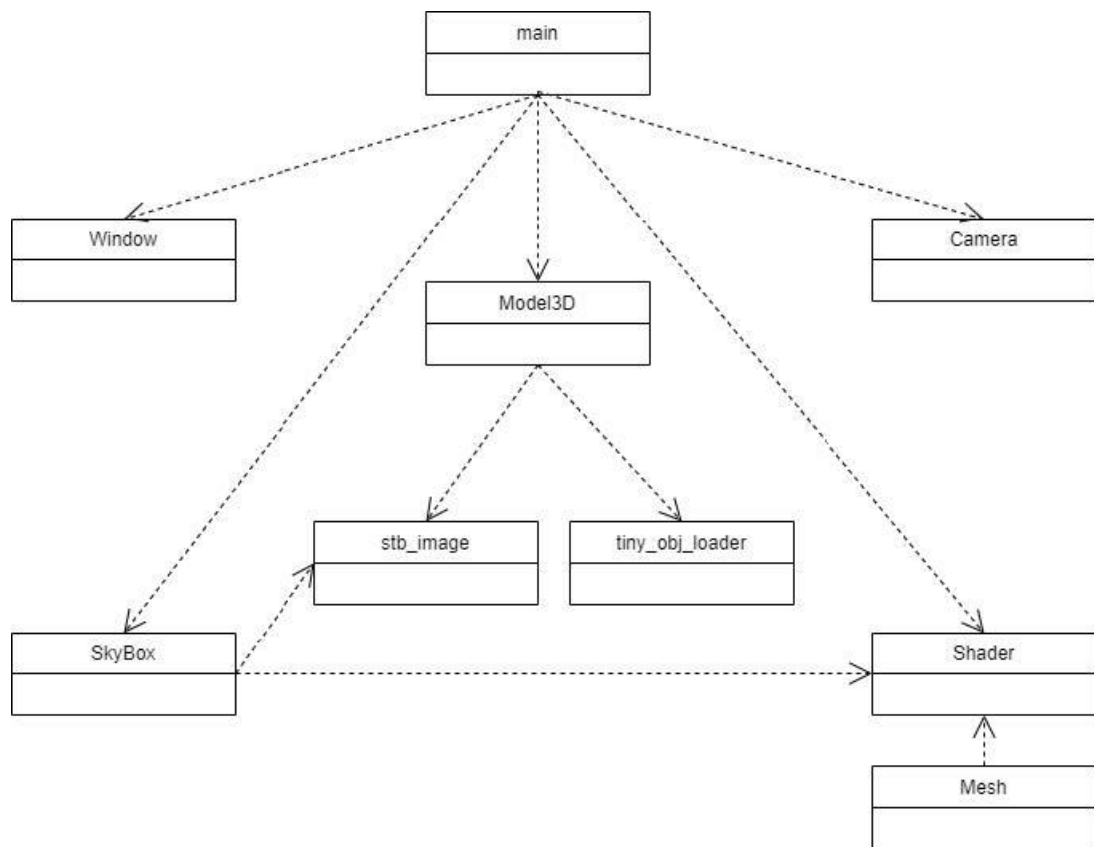 main
Window
Camera
Model3D
stb_image
tiny_obj_loader
SkyBox
Shader
Mesh